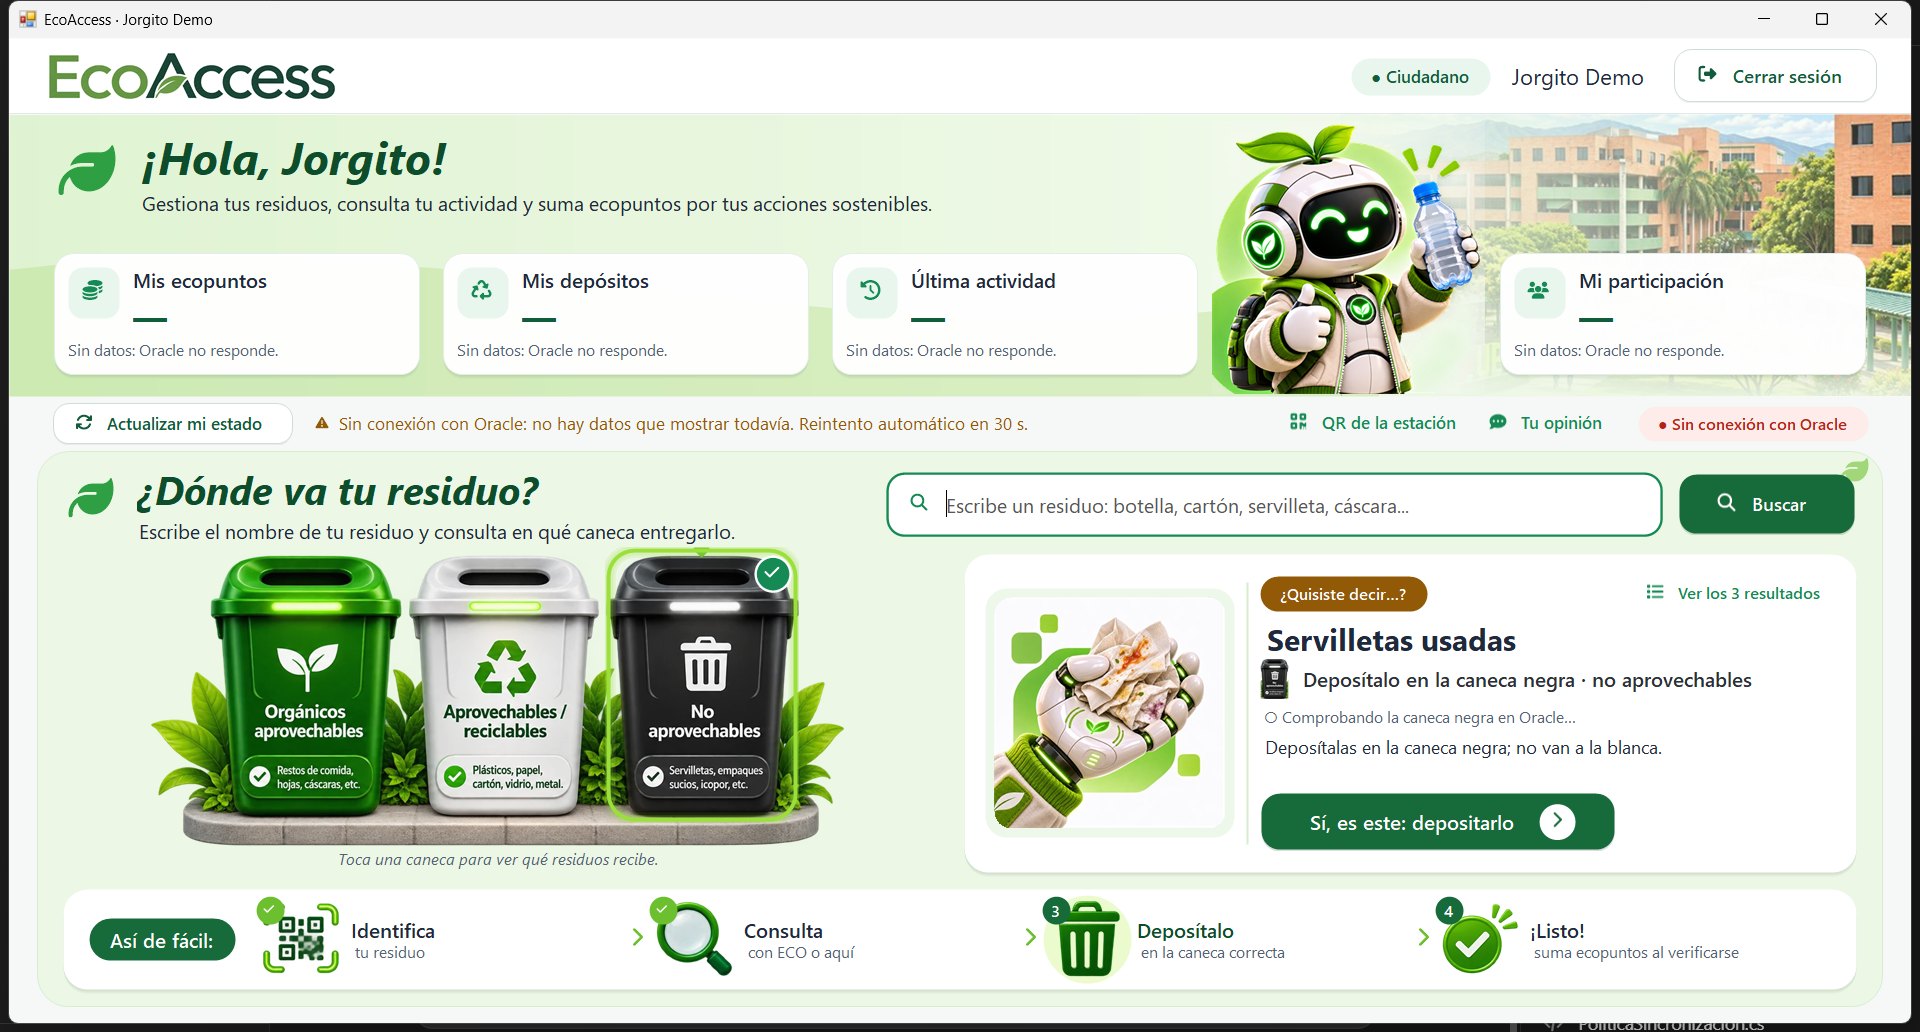 EcoAccess · Jorgito Demo
EcoAccess
● Ciudadano
Jorgito Demo
Cerrar sesión
¡Hola, Jorgito!
Gestiona tus residuos, consulta tu actividad y suma ecopuntos por tus acciones sostenibles.
Mis ecopuntos
Sin datos: Oracle no responde.
Mis depósitos
Sin datos: Oracle no responde.
Última actividad
Sin datos: Oracle no responde.
Mi participación
Sin datos: Oracle no responde.
Actualizar mi estado
Sin conexión con Oracle: no hay datos que mostrar todavía. Reintento automático en 30 s.
QR de la estación
Tu opinión
● Sin conexión con Oracle
¿Dónde va tu residuo?
Escribe el nombre de tu residuo y consulta en qué caneca entregarlo.
Escribe un residuo: botella, cartón, servilleta, cáscara...
Buscar
Orgánicos
aprovechables
Restos de comida,
hojas, cáscaras, etc.
Aprovechables /
reciclables
Plásticos, papel,
cartón, vidrio, metal.
No
aprovechables
Servilletas, empaques
sucios, icopor, etc.
Toca una caneca para ver qué residuos recibe.
¿Quisiste decir...?
Ver los 3 resultados
Servilletas usadas
Deposítalo en la caneca negra · no aprovechables
○ Comprobando la caneca negra en Oracle...
Deposítalas en la caneca negra; no van a la blanca.
Sí, es este: depositarlo
Así de fácil:
Identifica
tu residuo
Consulta
con ECO o aquí
3
Deposítalo
en la caneca correcta
4
¡Listo!
suma ecopuntos al verificarse
PoliticaSincronizacion.cs